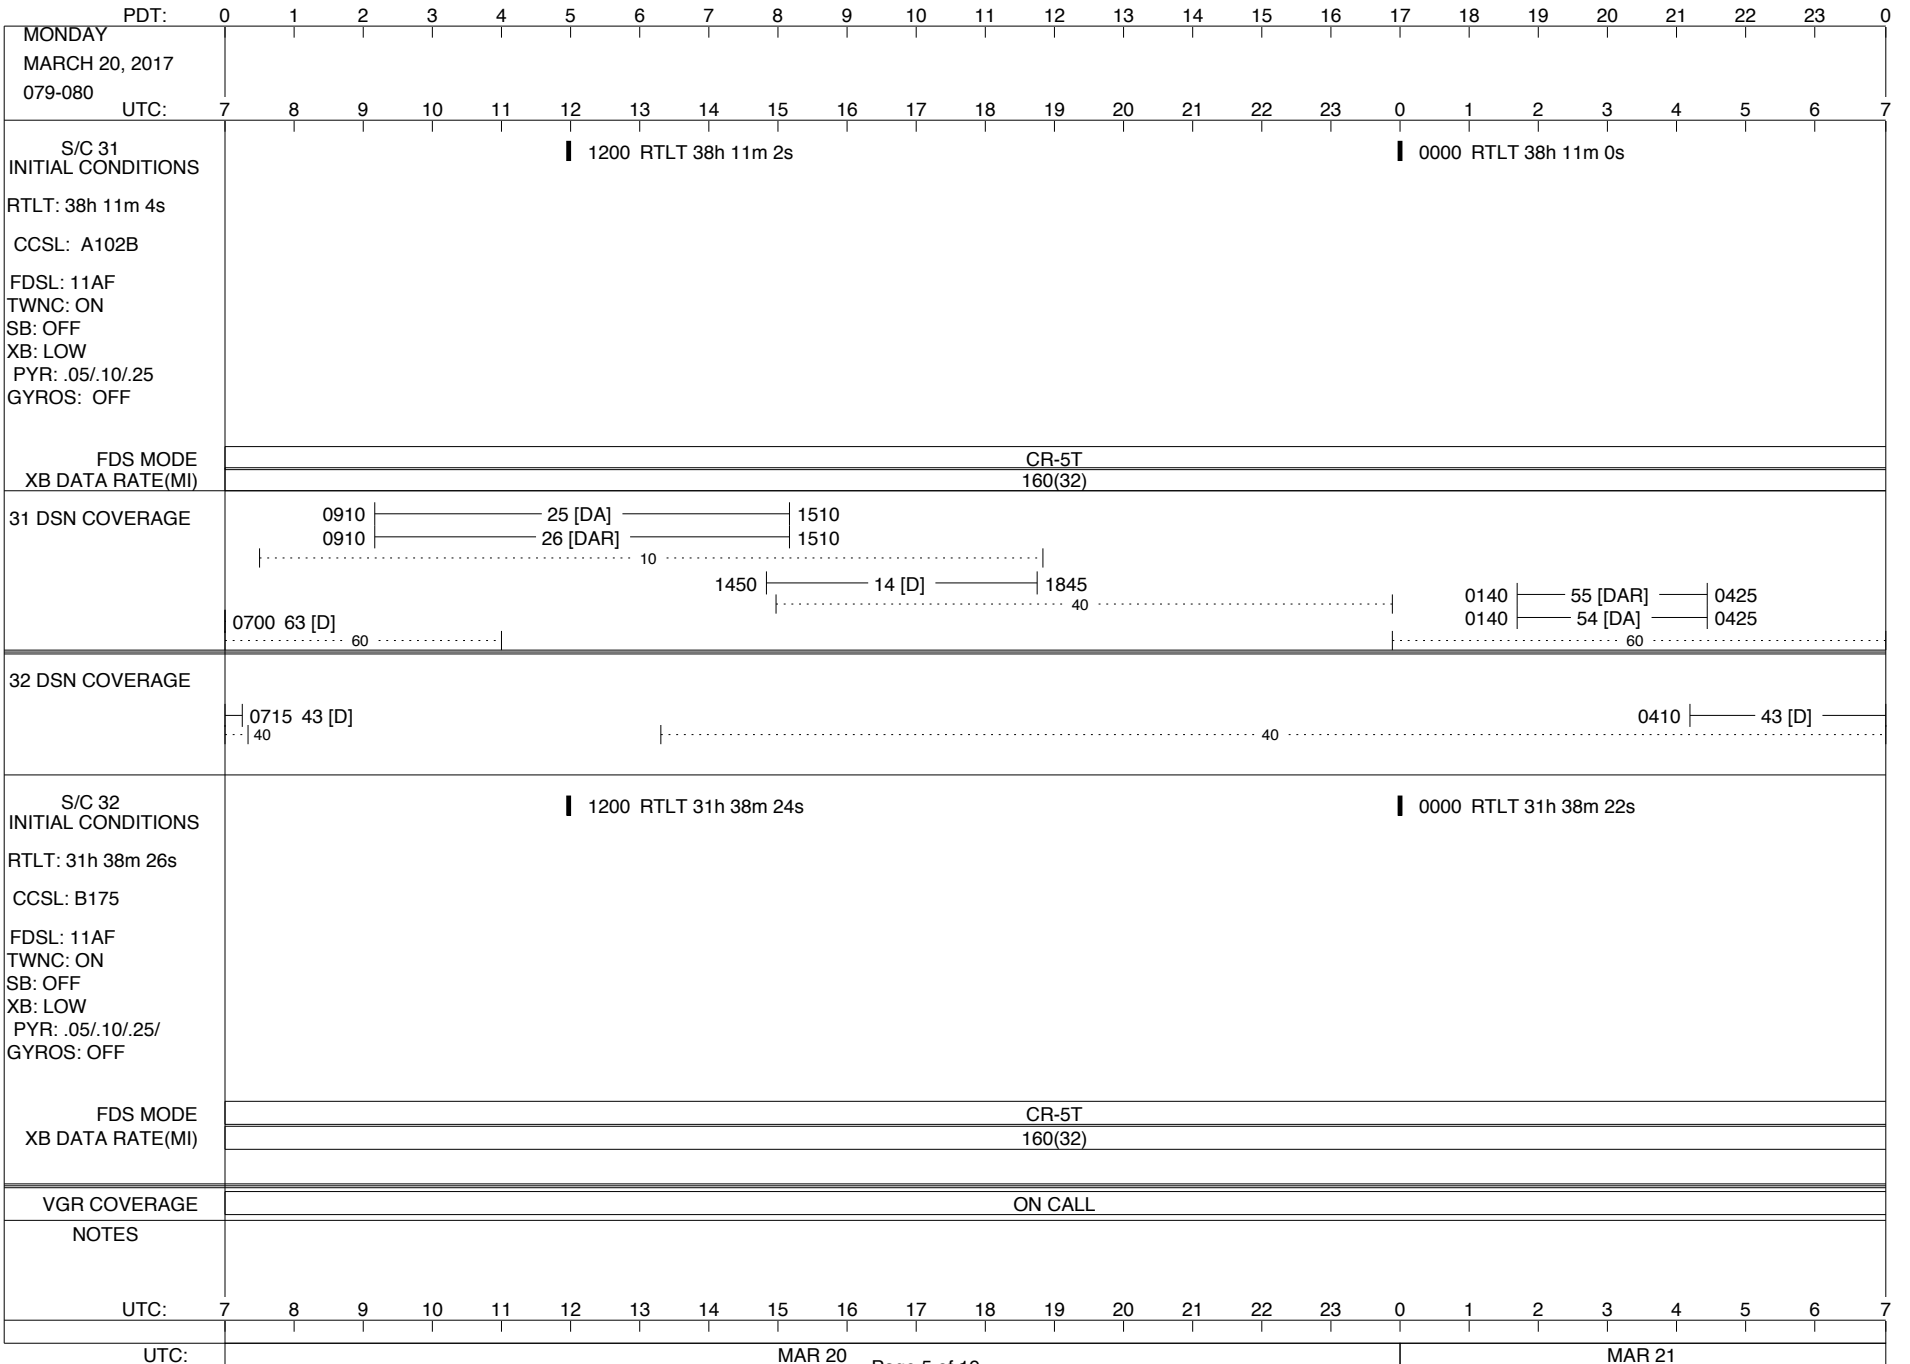 PDT: 0 1 2 3 4 5 6 7 8 9 10 11 12 13 14 15 16 17 18 19 20 21 22 23 0
MONDAY
MARCH 20, 2017
079-080
UTC: 7 8 9 10 11 12 13 14 15 16 17 18 19 20 21 22 23 0 1 2 3 4 5 6 7
S/C 31
INITIAL CONDITIONS
1200 RTLT 38h 11m 2s
0000 RTLT 38h 11m 0s
RTLT: 38h 11m 4s
CCSL: A102B
FDSL: 11AF
TWNC: ON
SB: OFF
XB: LOW
PYR: .05/.10/.25
GYROS: OFF
FDS MODE CR-5T
XB DATA RATE(MI) 160(32)
31 DSN COVERAGE
0910 25 [DA] 1510
0910 26 [DAR] 1510
10
1450 14 [D] 1845
40
0140 55 [DAR] 0425
0140 54 [DA] 0425
0700 63 [D]
60 60
32 DSN COVERAGE
0715 43 [D] 0410 43 [D]
40 40
S/C 32
INITIAL CONDITIONS
1200 RTLT 31h 38m 24s
0000 RTLT 31h 38m 22s
RTLT: 31h 38m 26s
CCSL: B175
FDSL: 11AF
TWNC: ON
SB: OFF
XB: LOW
PYR: .05/.10/.25/
GYROS: OFF
FDS MODE CR-5T
XB DATA RATE(MI) 160(32)
VGR COVERAGE ON CALL
NOTES
UTC: 7 8 9 10 11 12 13 14 15 16 17 18 19 20 21 22 23 0 1 2 3 4 5 6 7
UTC: MAR 20 MAR 21